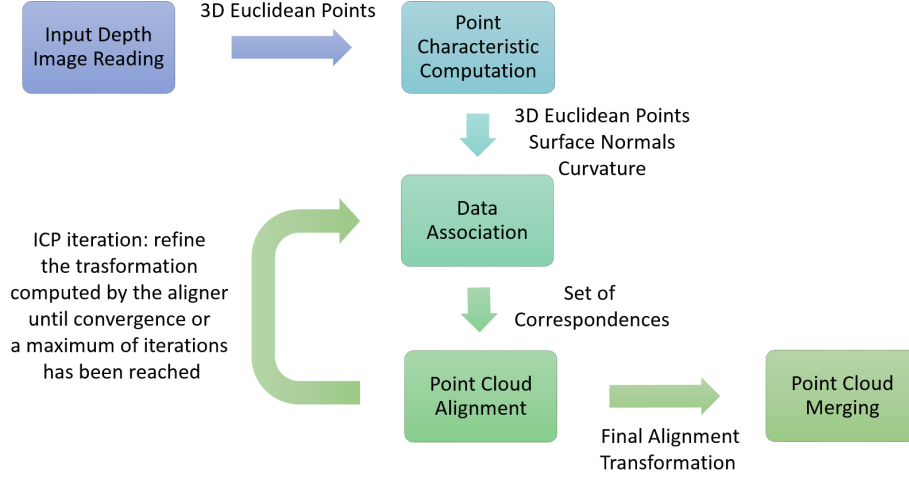 3D Euclidean Points
Input Depth
Image Reading
Point
Characteristic
Computation
3D Euclidean Points
Surface Normals
Curvature
Data
Association
ICP iteration: refine
the trasformation
computed by the aligner
until convergence or
a maximum of iterations
has been reached
Set of
Correspondences
Point Cloud
Alignment
Final Alignment
Transformation
Point Cloud
Merging